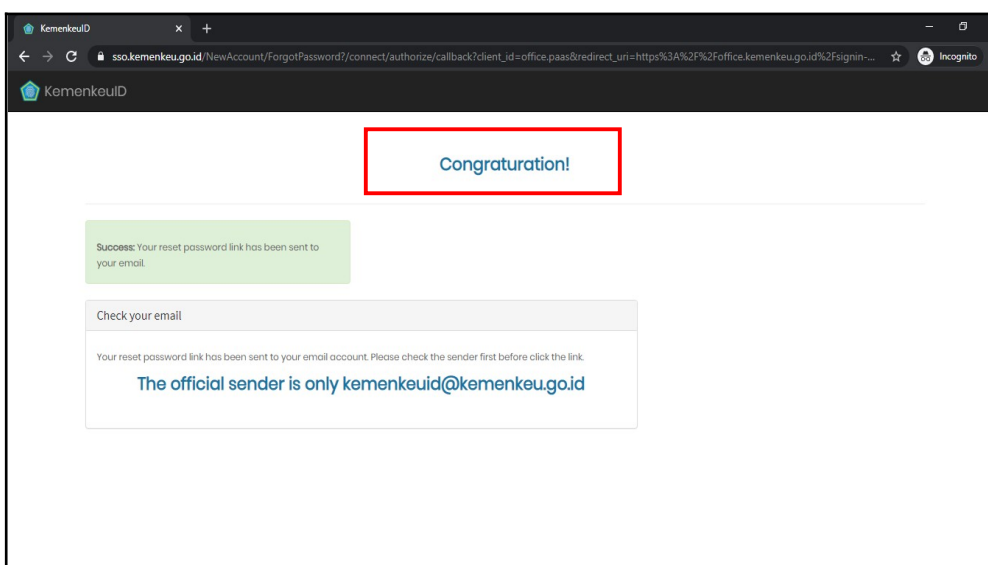 KemenkeuID
sso.kemenkeu.go.id/NewAccount/ForgotPassword?/connect/authorize/callback?client_id=office.paas&redirect_uri=https%3A%2F%2Foffice.kemenkeu.go.id%2Fsignin-...
Incognito
KemenkeuID
Congraturation!
Success: Your reset password link has been sent to
your email.
Check your email
Your reset password link has been sent to your email account. Please check the sender first before click the link.
The official sender is only kemenkeuid@kemenkeu.go.id